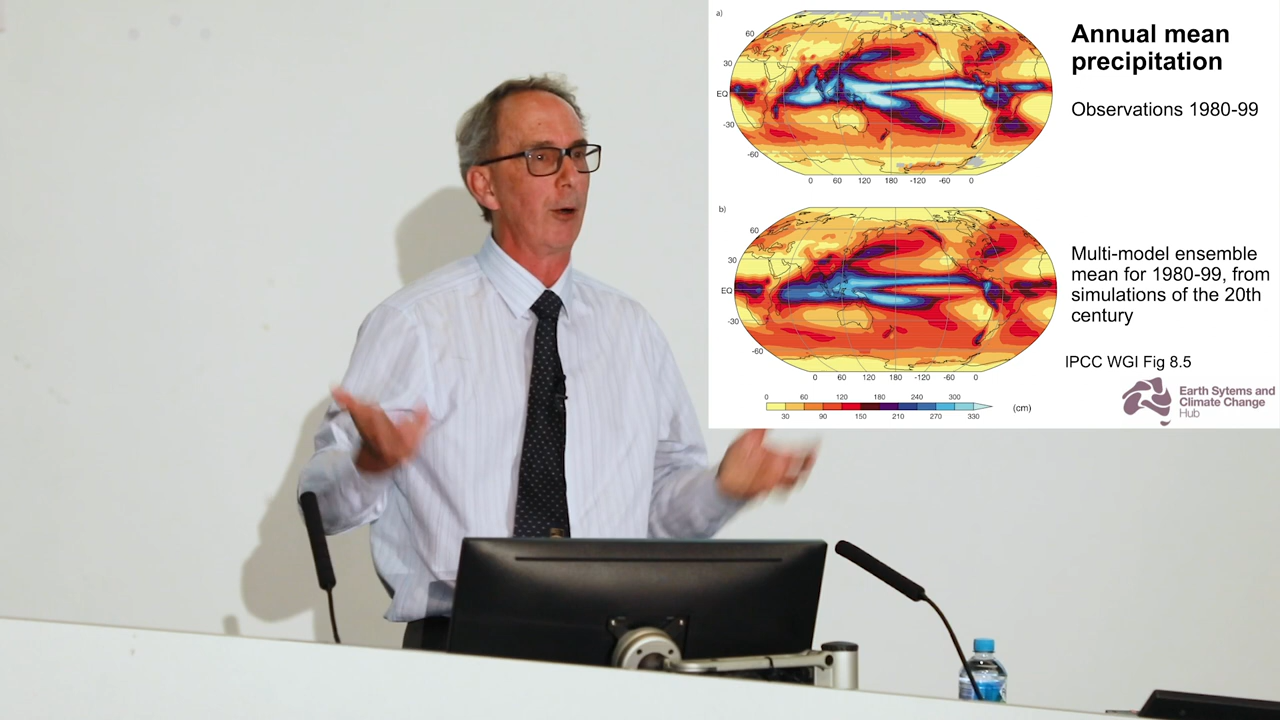 a)
Annual mean
precipitation
Observations 1980-99
60
30
EQ
-30
-60
0 60 120 180 -120 -60 0
b)
Multi-model ensemble
mean for 1980-99, from
simulations of the 20th
century
60
30
EQ
-30
-60
0 60 120 180 -120 -60 0
IPCC WGI Fig 8.5
0 60 120 180 240 300
30 90 150 210 270 330
(cm)
Earth Sytems and
Climate Change
Hub